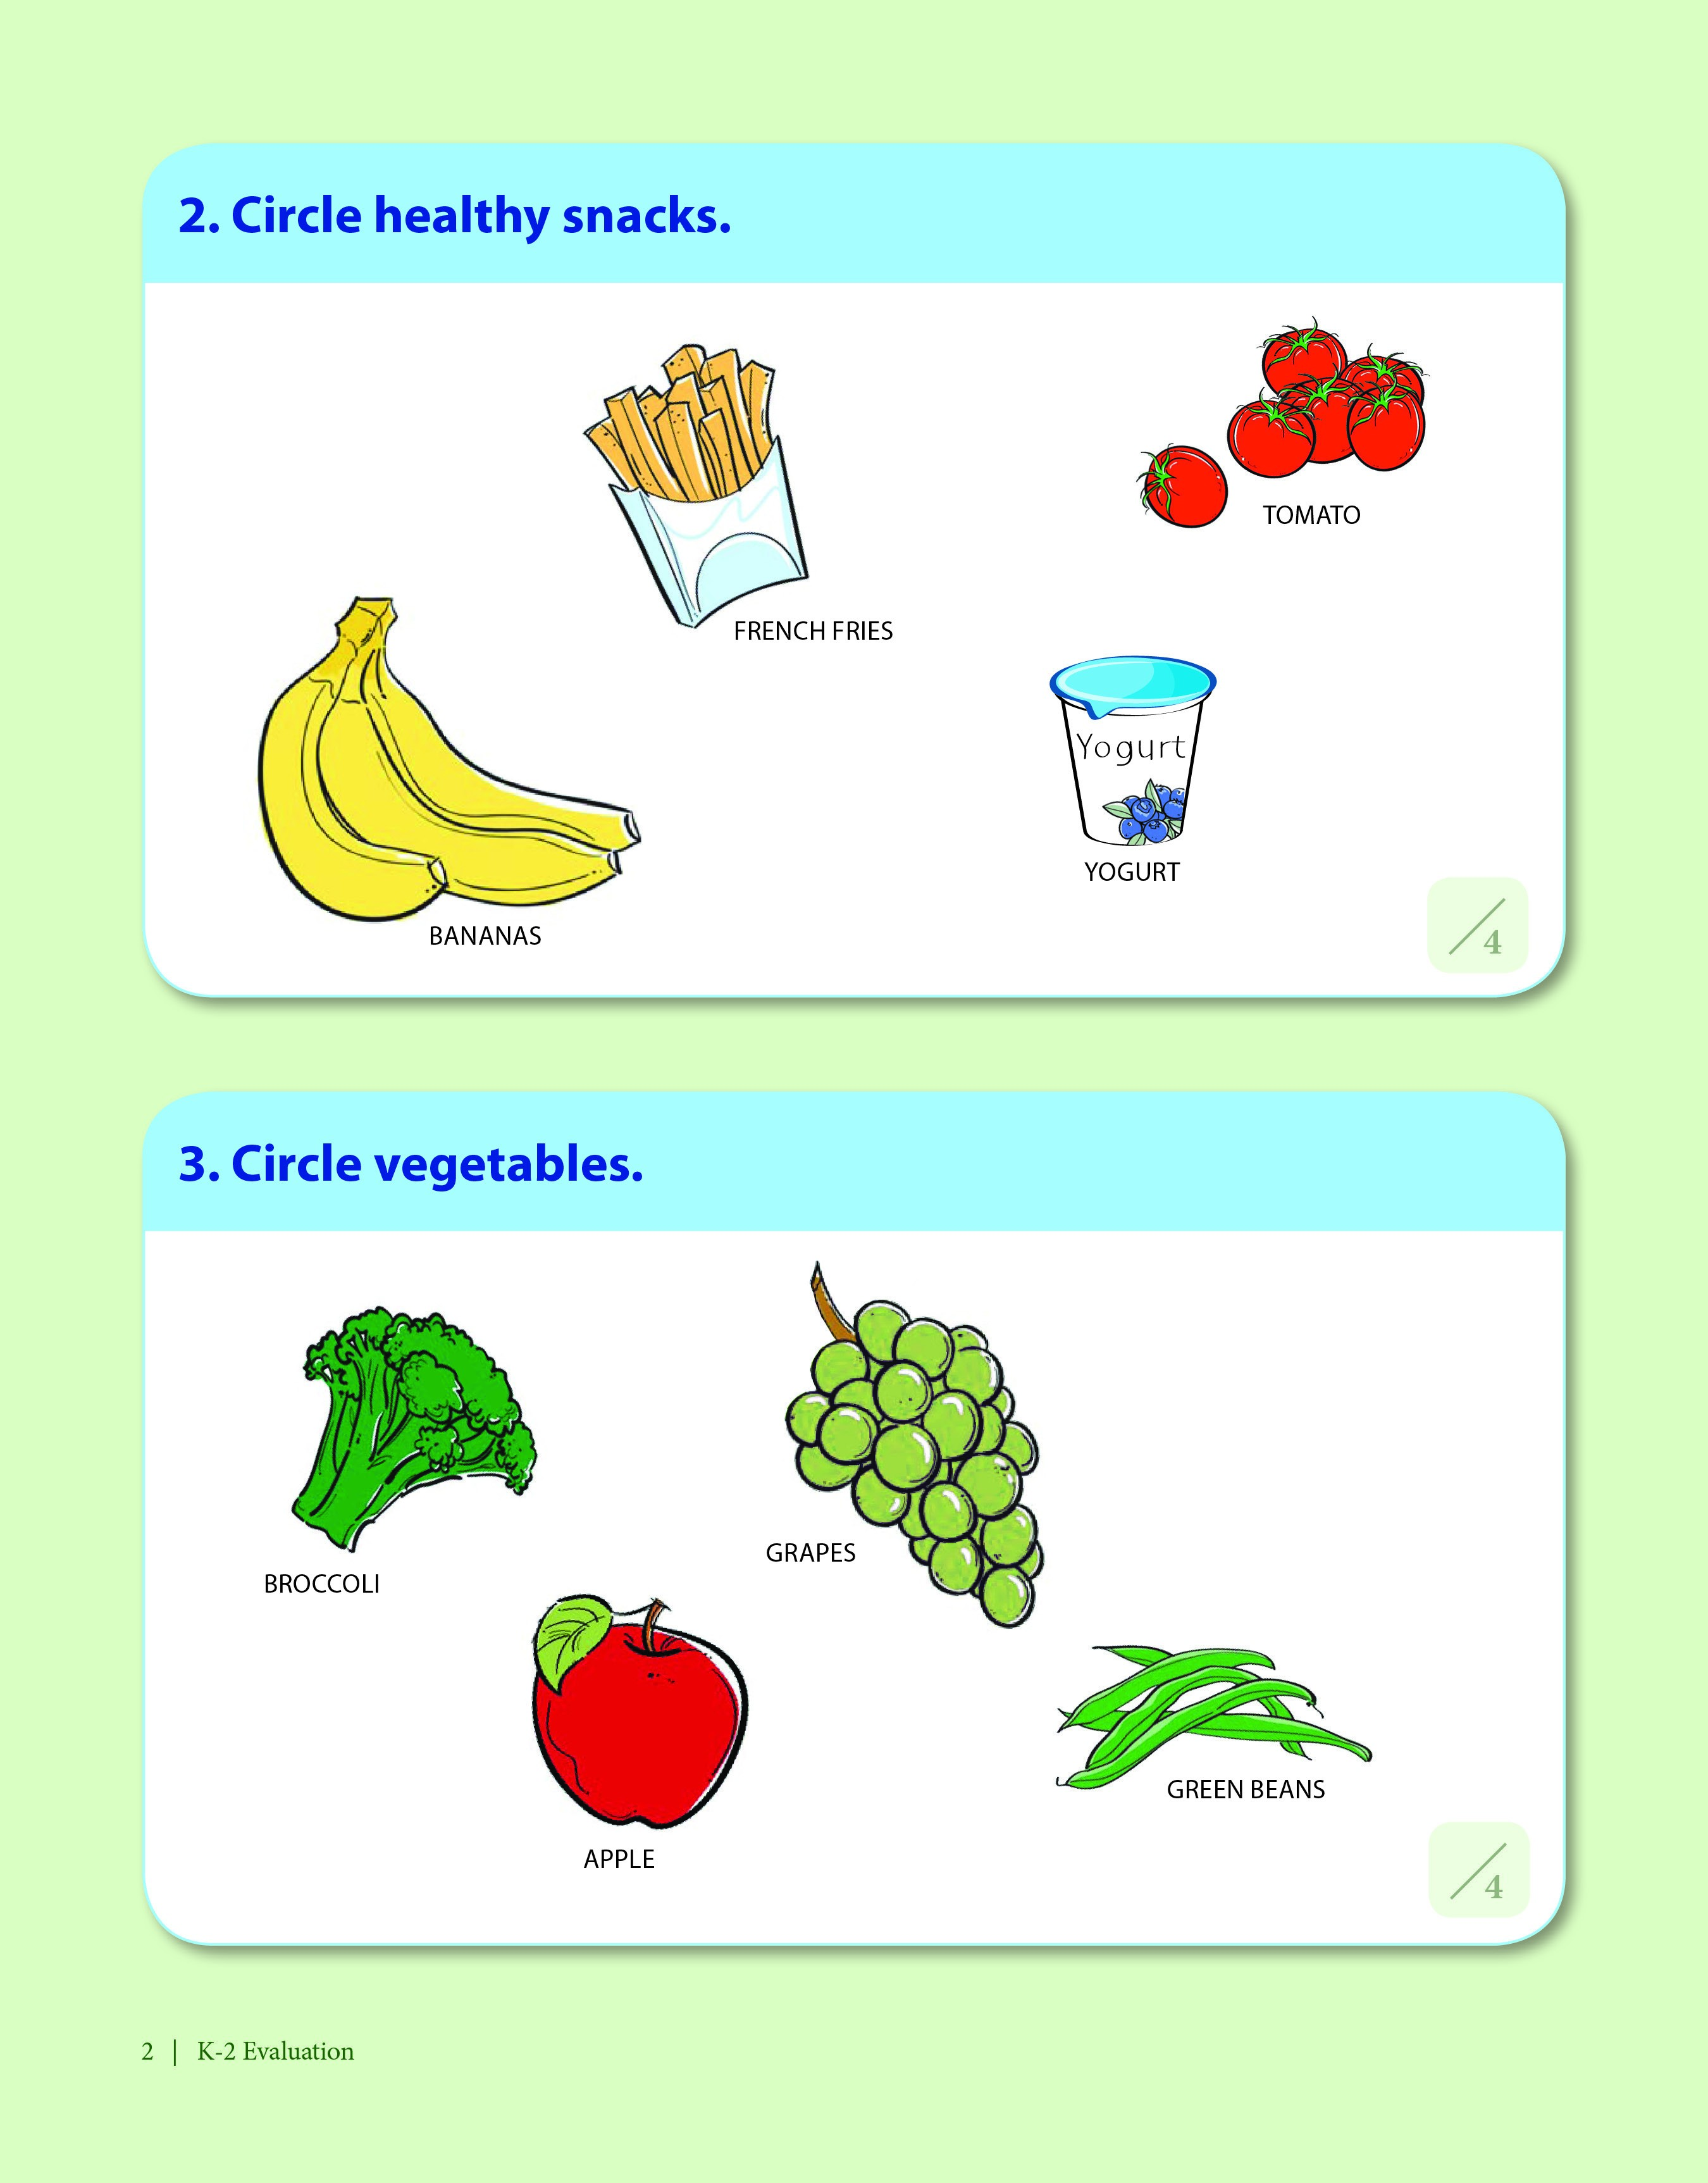 2. Circle healthy snacks.
TOMATO
FRENCH FRIES
Yogurt
YOGURT
BANANAS
/4
3. Circle vegetables.
GRAPES
BROCCOLI
GREEN BEANS
APPLE
/4
2 | K-2 Evaluation